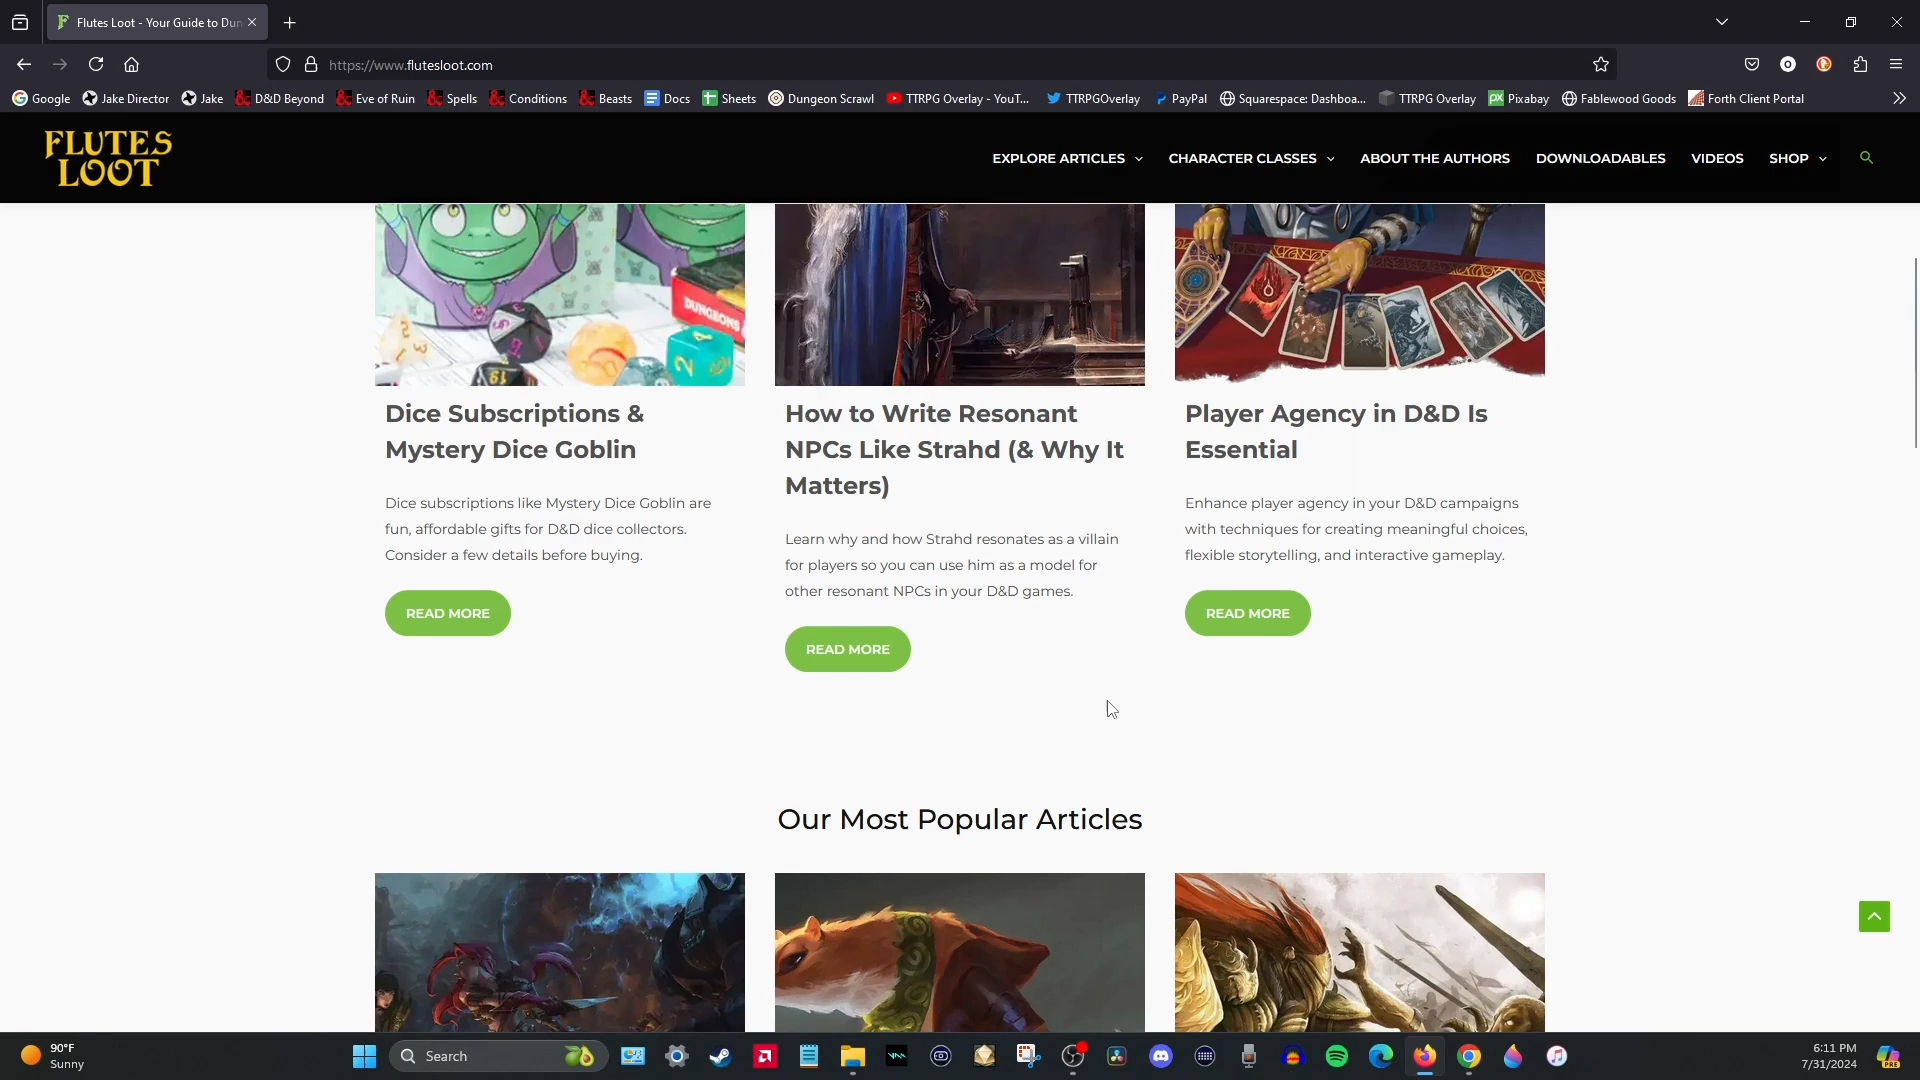 Flutes Loot - Your Guide to Dun
https://www.flutesloot.com
Google
Jake Director
Jake
D&D Beyond
Eve of Ruin
Spells
Conditions
Beasts
Docs
Sheets
Dungeon Scrawl
TTRPG Overlay - YouT...
TTRPGOverlay
PayPal
Squarespace: Dashboa...
TTRPG Overlay
Pixabay
Fablewood Goods
Forth Client Portal
FLUTES
LOOT
EXPLORE ARTICLES
CHARACTER CLASSES
ABOUT THE AUTHORS
DOWNLOADABLES
VIDEOS
SHOP
DUNGEONS
19
2
Dice Subscriptions &
Mystery Dice Goblin
Dice subscriptions like Mystery Dice Goblin are
fun, affordable gifts for D&D dice collectors.
Consider a few details before buying.
READ MORE
How to Write Resonant
NPCs Like Strahd (& Why It
Matters)
Learn why and how Strahd resonates as a villain
for players so you can use him as a model for
other resonant NPCs in your D&D games.
READ MORE
Player Agency in D&D Is
Essential
Enhance player agency in your D&D campaigns
with techniques for creating meaningful choices,
flexible storytelling, and interactive gameplay.
READ MORE
Our Most Popular Articles
90°F
Sunny
Search
6:11 PM
7/31/2024